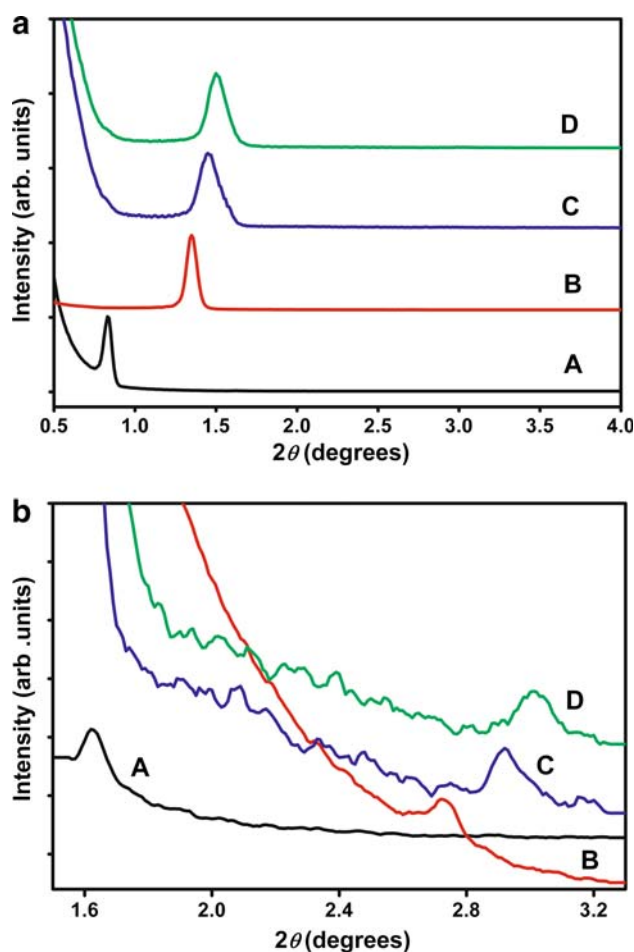 a
Intensity (arb. units)
D
C
B
A
0.5 1.0 1.5 2.0 2.5 3.0 3.5 4.0
2θ (degrees)
b
Intensity (arb .units)
D
A
C
B
1.6 2.0 2.4 2.8 3.2
2θ (degrees)